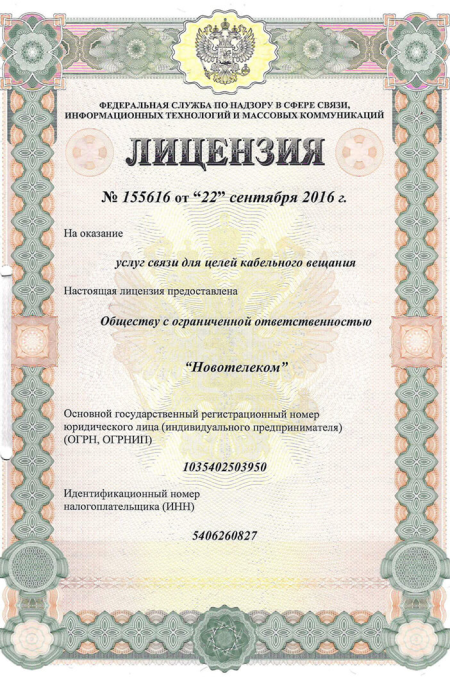 ФЕДЕРАЛЬНАЯ СЛУЖБА ПО НАДЗОРУ В СФЕРЕ СВЯЗИ,
ИНФОРМАЦИОННЫХ ТЕХНОЛОГИЙ И МАССОВЫХ КОММУНИКАЦИЙ
ЛИЦЕНЗИЯ
№ 155616 от “22” сентября 2016 г.
На оказание
услуг связи для целей кабельного вещания
Настоящая лицензия предоставлена
Обществу с ограниченной ответственностью
“Новотелеком”
Основной государственный регистрационный номер
юридического лица (индивидуального предпринимателя)
(ОГРН, ОГРНИП)
1035402503950
Идентификационный номер
налогоплательщика (ИНН)
5406260827